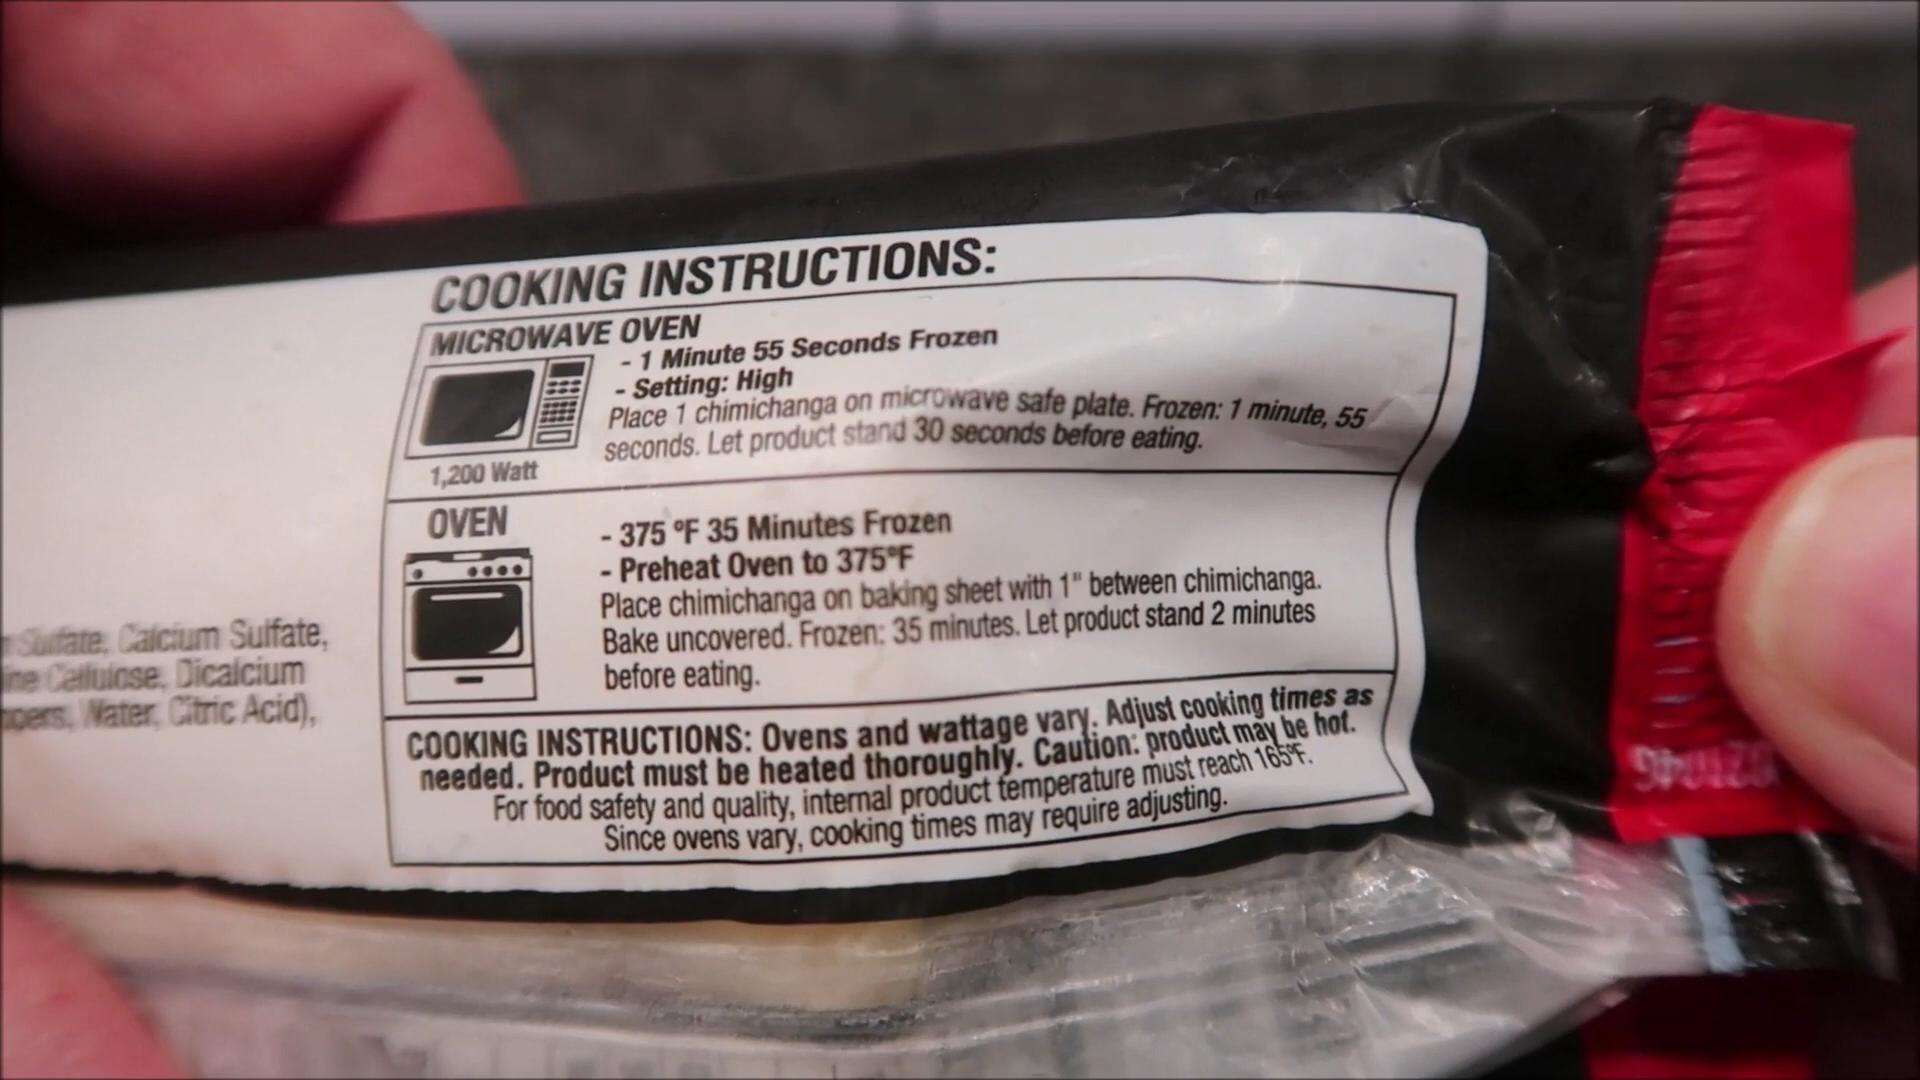 COOKING INSTRUCTIONS:
MICROWAVE OVEN
- 1 Minute 55 Seconds Frozen
- Setting: High
Place 1 chimichanga on microwave safe plate. Frozen: 1 minute, 55
seconds. Let product stand 30 seconds before eating.
1,200 Watt
OVEN
- 375 ºF 35 Minutes Frozen
- Preheat Oven to 375ºF
Place chimichanga on baking sheet with 1" between chimichanga.
Bake uncovered. Frozen: 35 minutes. Let product stand 2 minutes
before eating.
COOKING INSTRUCTIONS: Ovens and wattage vary. Adjust cooking times as
needed. Product must be heated thoroughly. Caution: product may be hot.
For food safety and quality, internal product temperature must reach 165ºF.
Since ovens vary, cooking times may require adjusting.
Sulfate, Calcium Sulfate,
Cellulose, Dicalcium
Water, Citric Acid),